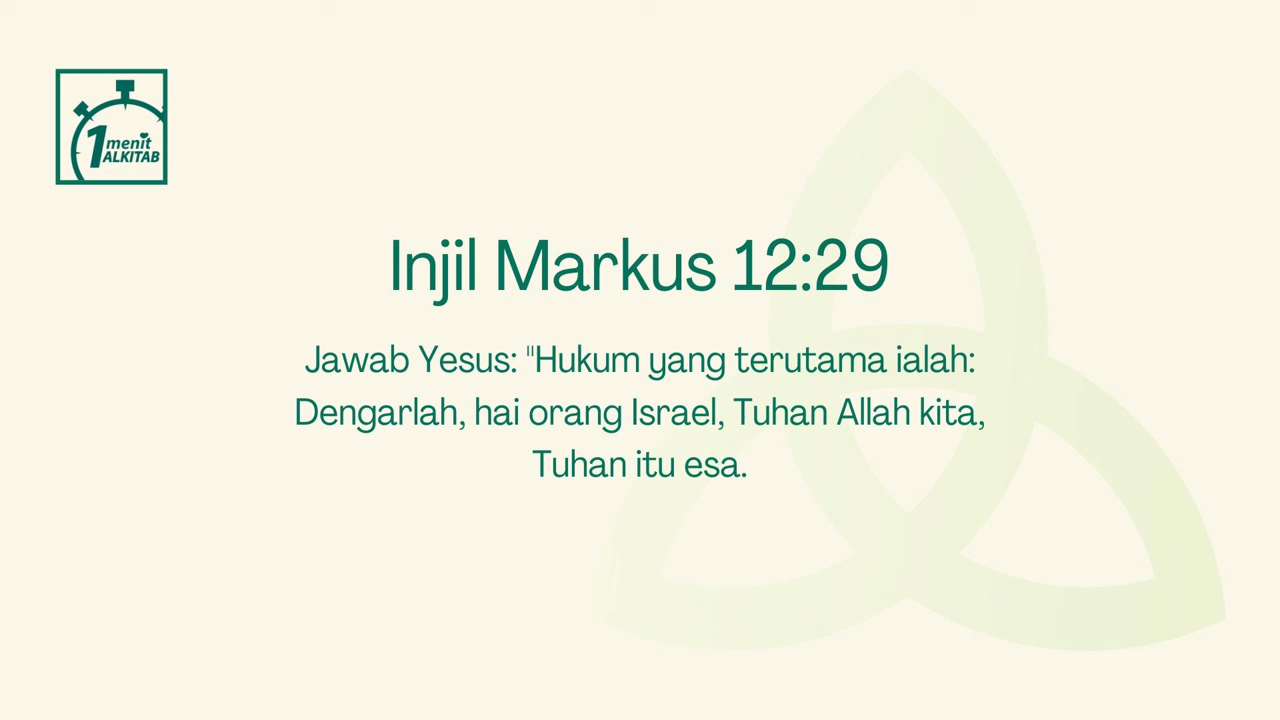 1 menit
ALKITAB
Injil Markus 12:29
Jawab Yesus: "Hukum yang terutama ialah:
Dengarlah, hai orang Israel, Tuhan Allah kita,
Tuhan itu esa.